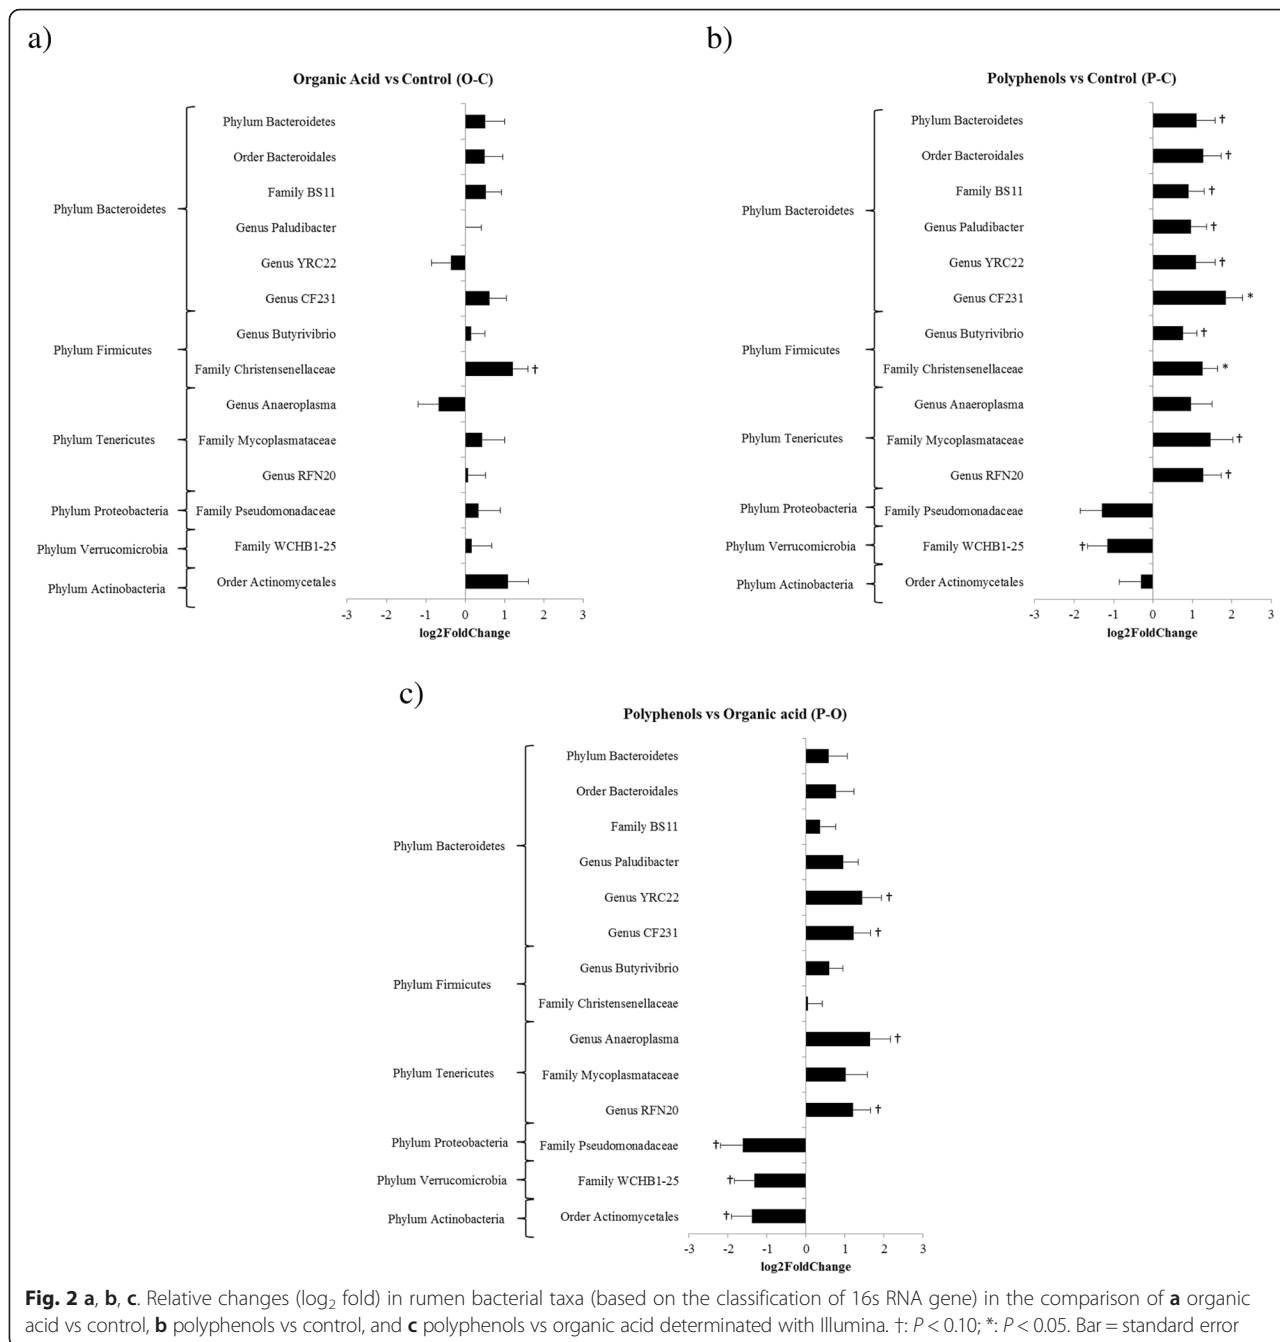 a)
Organic Acid vs Control (O-C)
Phylum Bacteroidetes
Phylum Firmicutes
Phylum Tenericutes
Phylum Proteobacteria
Phylum Verrucomicrobia
Phylum Actinobacteria
Phylum Bacteroidetes
Order Bacteroidales
Family BS11
Genus Paludibacter
Genus YRC22
Genus CF231
Genus Butyrivibrio
Family Christensenellaceae
†
Genus Anaeroplasma
Family Mycoplasmataceae
Genus RFN20
Family Pseudomonadaceae
Family WCHB1-25
Order Actinomycetales
-3 -2 -1 0 1 2 3
log2FoldChange
b)
Polyphenols vs Control (P-C)
Phylum Bacteroidetes
Phylum Firmicutes
Phylum Tenericutes
Phylum Proteobacteria
Phylum Verrucomicrobia
Phylum Actinobacteria
Phylum Bacteroidetes †
Order Bacteroidales †
Family BS11 †
Genus Paludibacter †
Genus YRC22 †
Genus CF231 *
Genus Butyrivibrio †
Family Christensenellaceae *
Genus Anaeroplasma
Family Mycoplasmataceae †
Genus RFN20 †
Family Pseudomonadaceae
Family WCHB1-25 †
Order Actinomycetales
-3 -2 -1 0 1 2 3
log2FoldChange
c)
Polyphenols vs Organic acid (P-O)
Phylum Bacteroidetes
Phylum Firmicutes
Phylum Tenericutes
Phylum Proteobacteria
Phylum Verrucomicrobia
Phylum Actinobacteria
Phylum Bacteroidetes
Order Bacteroidales
Family BS11
Genus Paludibacter
Genus YRC22 †
Genus CF231 †
Genus Butyrivibrio
Family Christensenellaceae
Genus Anaeroplasma †
Family Mycoplasmataceae
Genus RFN20 †
Family Pseudomonadaceae †
Family WCHB1-25 †
Order Actinomycetales †
-3 -2 -1 0 1 2 3
log2FoldChange
Fig. 2 a, b, c. Relative changes (log₂ fold) in rumen bacterial taxa (based on the classification of 16s RNA gene) in the comparison of a organic
acid vs control, b polyphenols vs control, and c polyphenols vs organic acid determinated with Illumina. †: P < 0.10; *: P < 0.05. Bar = standard error